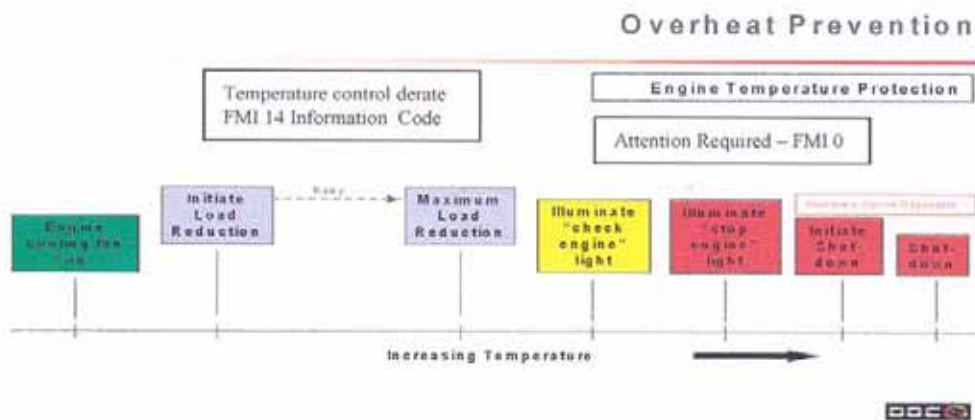 Overheat Prevention
Temperature control derate
FMI 14 Information Code
Engine Temperature Protection
Attention Required – FMI 0
Engine
cooling fan
"on"
Initiate
Load
Reduction
Ramp
Maximum
Load
Reduction
Illuminate
"check
engine"
light
Illuminate
"stop
engine"
light
Initiate
Shut-
down
Shut-
down
Increasing Temperature
DDC